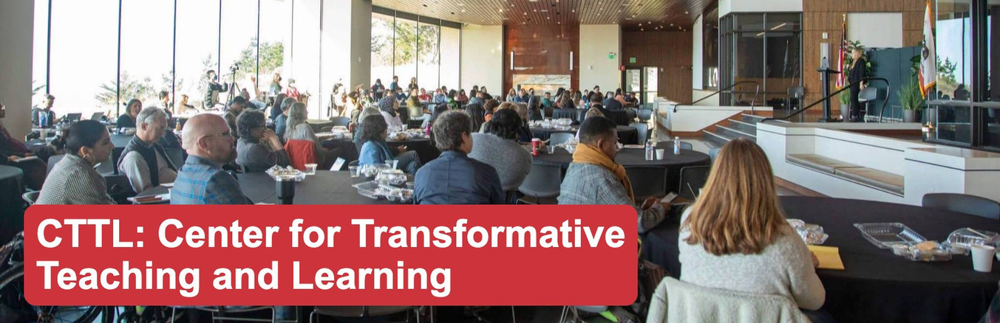 CTTL: Center for Transformative
Teaching and Learning